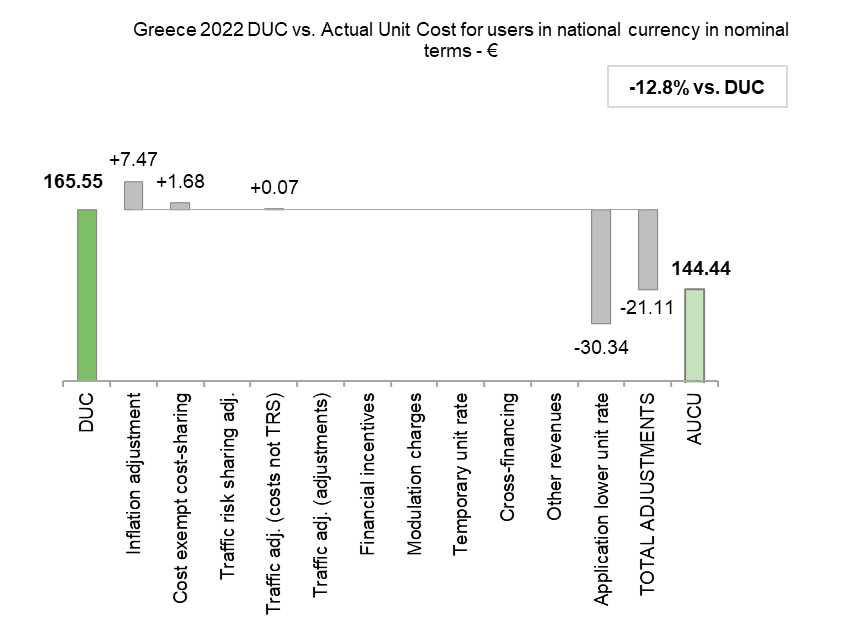 Greece 2022 DUC vs. Actual Unit Cost for users in national currency in nominal
terms - €
-12.8% vs. DUC
165.55
+7.47
+1.68
+0.07
-30.34
-21.11
144.44
DUC
Inflation adjustment
Cost exempt cost-sharing
Traffic risk sharing adj.
Traffic adj. (costs not TRS)
Traffic adj. (adjustments)
Financial incentives
Modulation charges
Temporary unit rate
Cross-financing
Other revenues
Application lower unit rate
TOTAL ADJUSTMENTS
AUCU